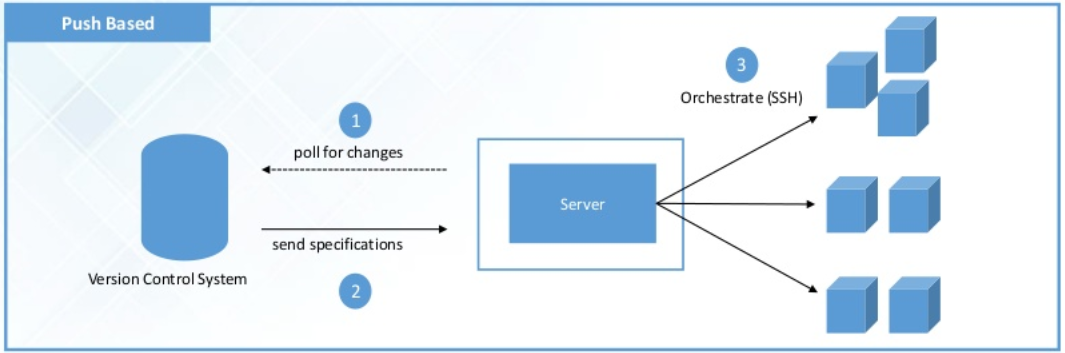 Push Based
1
poll for changes
send specifications
2
Version Control System
Server
3
Orchestrate (SSH)